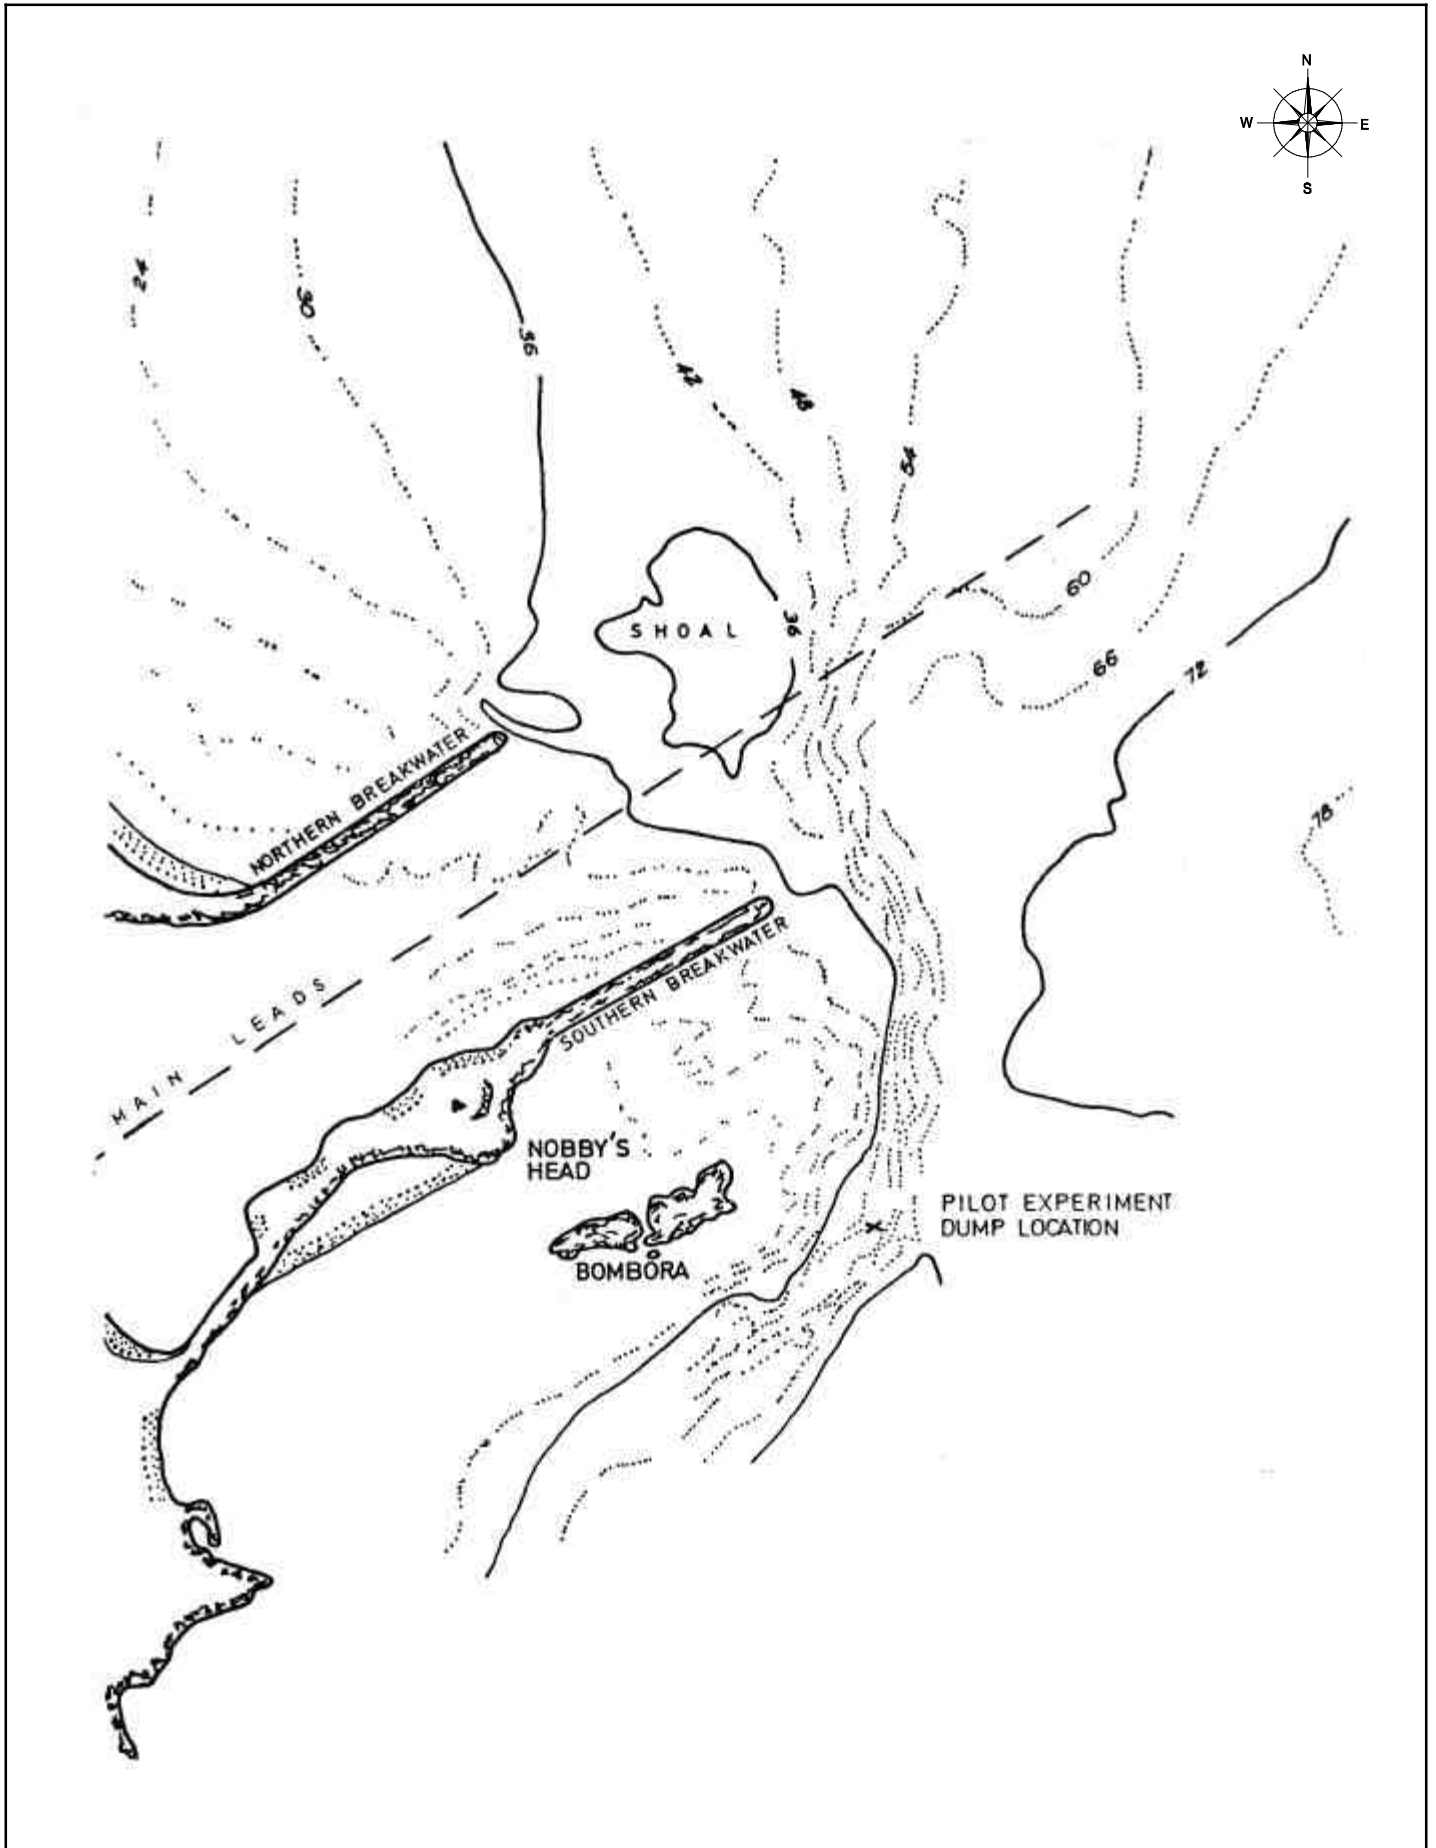 N
W E
S
24
30
36
42
48
54
60
66
72
78
36
SHOAL
NORTHERN BREAKWATER
MAIN LEADS
SOUTHERN BREAKWATER
NOBBY'S
HEAD
BOMBORA
PILOT EXPERIMENT
DUMP LOCATION